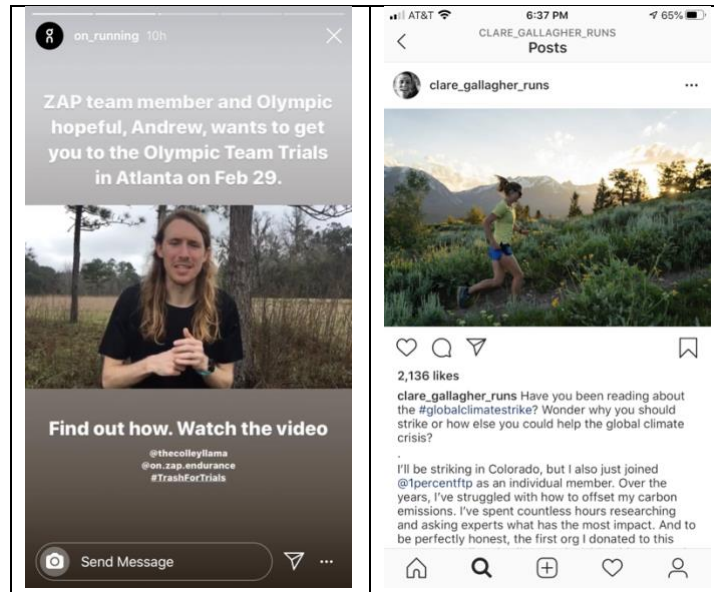 on_running 10h
ZAP team member and Olympic
hopeful, Andrew, wants to get
you to the Olympic Team Trials
in Atlanta on Feb 29.
Find out how. Watch the video
@thecolleyllama
@on.zap.endurance
#TrashForTrials
Send Message
AT&T 6:37 PM 65%
CLARE_GALLAGHER_RUNS
Posts
clare_gallagher_runs
2,136 likes
clare_gallagher_runs Have you been reading about
the #globalclimatestrike? Wonder why you should
strike or how else you could help the global climate
crisis?
.
I'll be striking in Colorado, but I also just joined
@1percentftp as an individual member. Over the
years, I've struggled with how to offset my carbon
emissions. I've spent countless hours researching
and asking experts what has the most impact. And to
be perfectly honest, the first org I donated to this